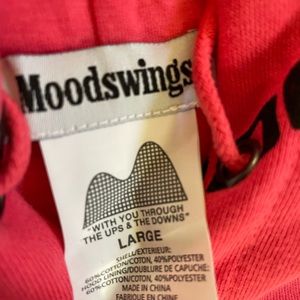 Moodswings
"WITH YOU THROUGH
THE UPS & THE DOWNS"
LARGE
SHELL/EXTERIEUR:
60%COTTON/COTON, 40%POLYESTER
HOOD LINING/DOUBLURE DE CAPUCHE:
60%COTTON/COTON, 40%POLYESTER
MADE IN CHINA
FABRIQUE EN CHINE